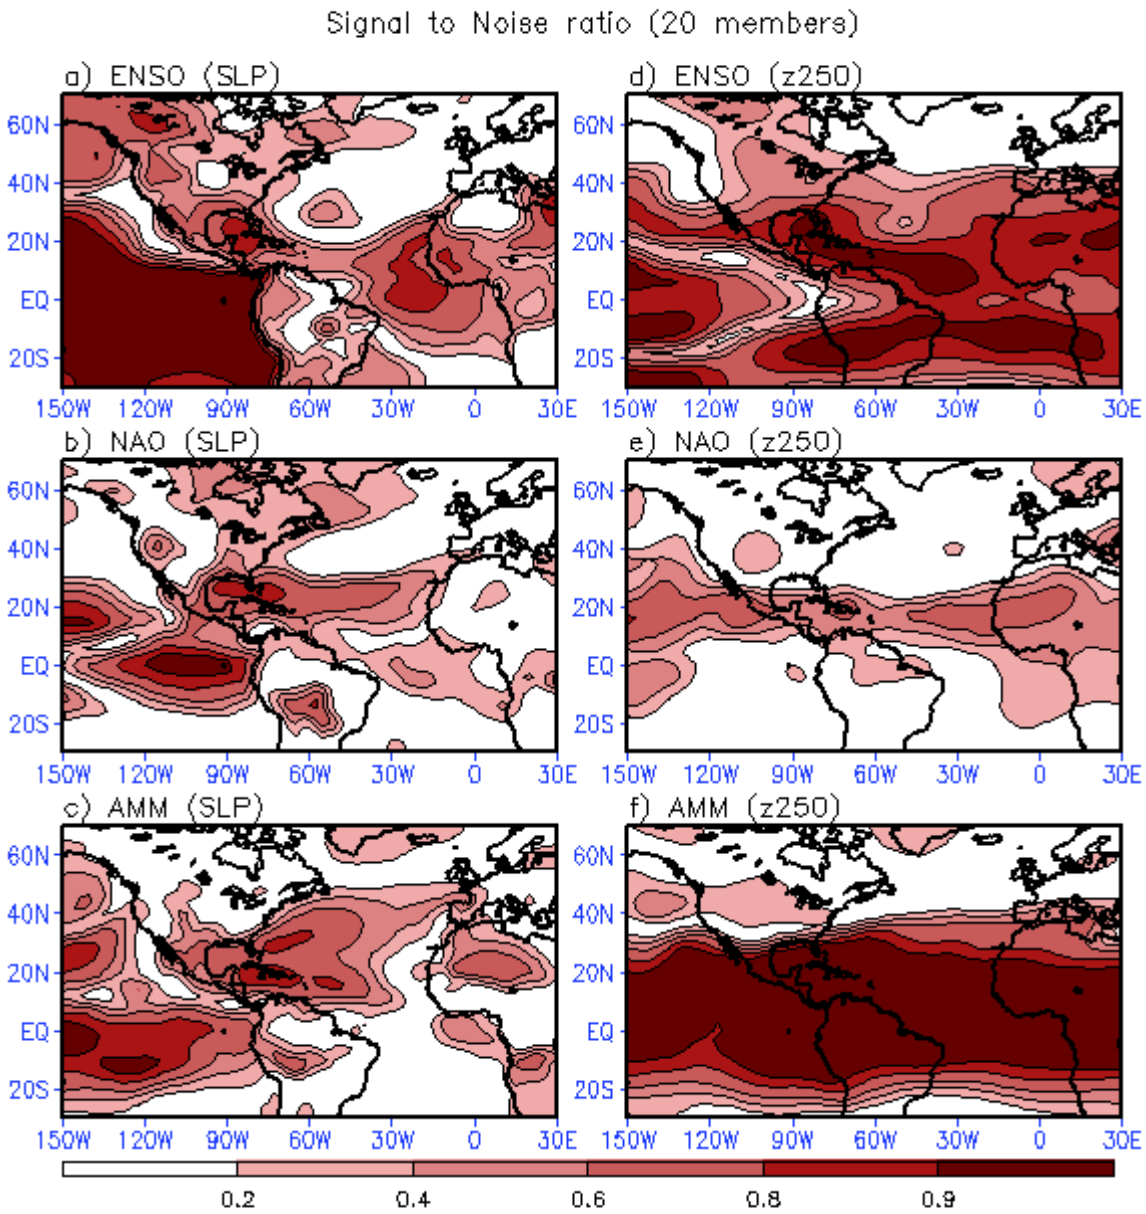 Signal to Noise ratio (20 members)
a) ENSO (SLP)
60N
40N
20N
EQ
20S
150W 120W 90W 60W 30W 0 30E
d) ENSO (z250)
60N
40N
20N
EQ
20S
150W 120W 90W 60W 30W 0 30E
b) NAO (SLP)
60N
40N
20N
EQ
20S
150W 120W 90W 60W 30W 0 30E
e) NAO (z250)
60N
40N
20N
EQ
20S
150W 120W 90W 60W 30W 0 30E
c) AMM (SLP)
60N
40N
20N
EQ
20S
150W 120W 90W 60W 30W 0 30E
f) AMM (z250)
60N
40N
20N
EQ
20S
150W 120W 90W 60W 30W 0 30E
0.2 0.4 0.6 0.8 0.9